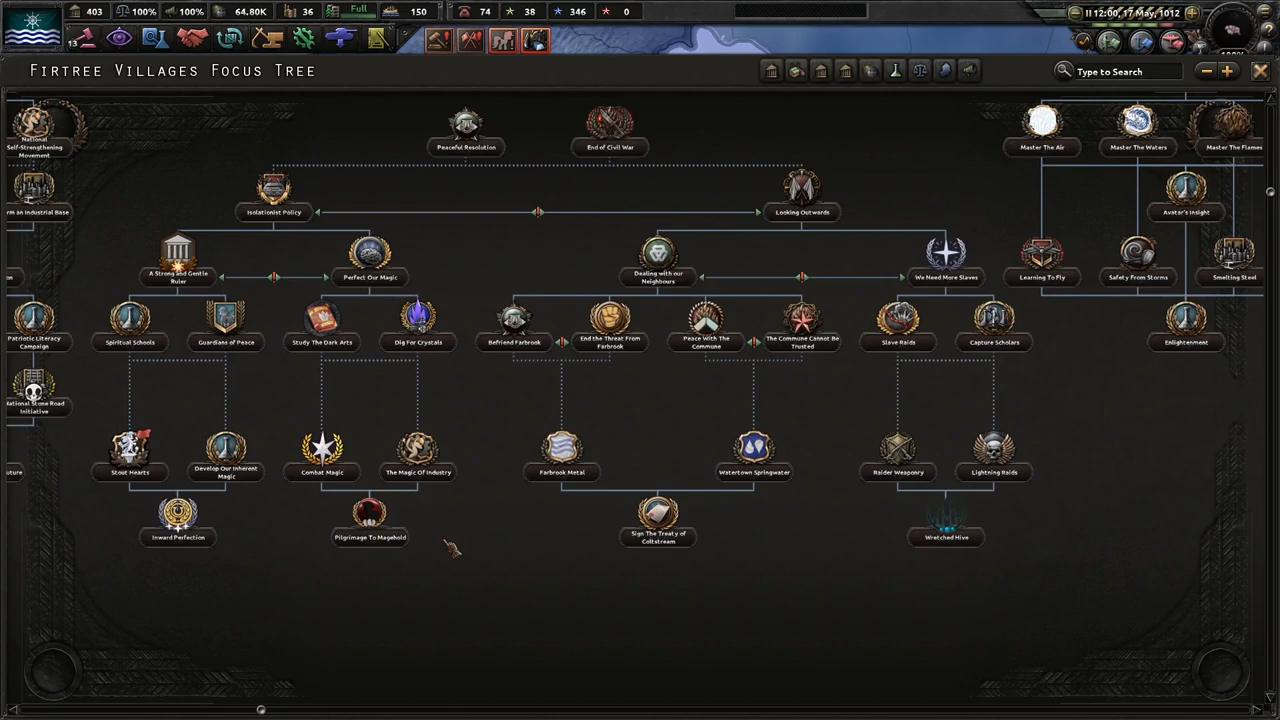 403 100% 100% 64.80K 36 Full 150 74 38 346 0 12:00, 17 May, 1012
13
100%
Firtree Villages Focus Tree
Type to Search
National Self-Strengthening Movement
Peaceful Resolution
End of Civil War
Master The Air
Master The Waters
Master The Flames
rm an Industrial Base
Isolationist Policy
Looking Outwards
Avatar's Insight
A Strong and Gentle Ruler
Perfect Our Magic
Dealing with our Neighbours
We Need More Slaves
Learning To Fly
Safety From Storms
Smelting Steel
Patriotic Literacy Campaign
Spiritual Schools
Guardians of Peace
Study The Dark Arts
Dig For Crystals
Befriend Farbrook
End the Threat From Farbrook
Peace With The Commune
The Commune Cannot Be Trusted
Slave Raids
Capture Scholars
Enlightenment
National Stone Road Initiative
Stout Hearts
Develop Our Inherent Magic
Combat Magic
The Magic Of Industry
Farbrook Metal
Watertown Springwater
Raider Weaponry
Lightning Raids
Inward Perfection
Pilgrimage To Magehold
Sign The Treaty of Coltstream
Wretched Hive